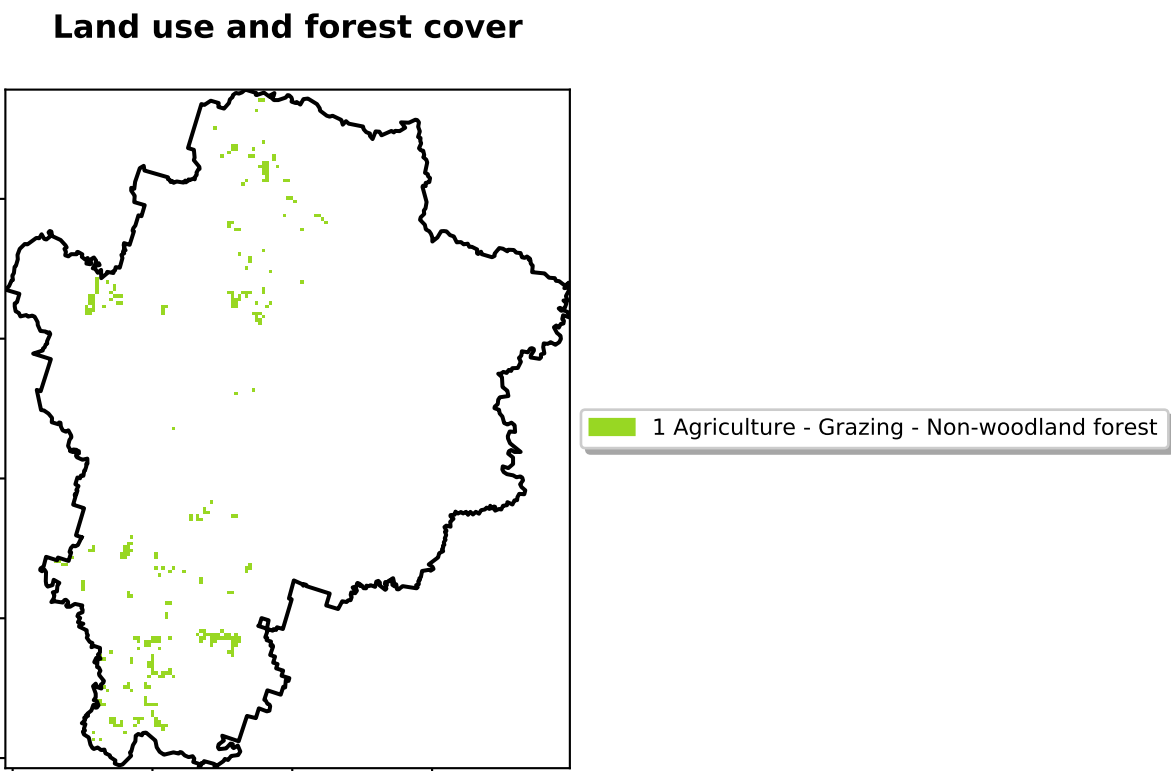 Land use and forest cover
1 Agriculture - Grazing - Non-woodland forest